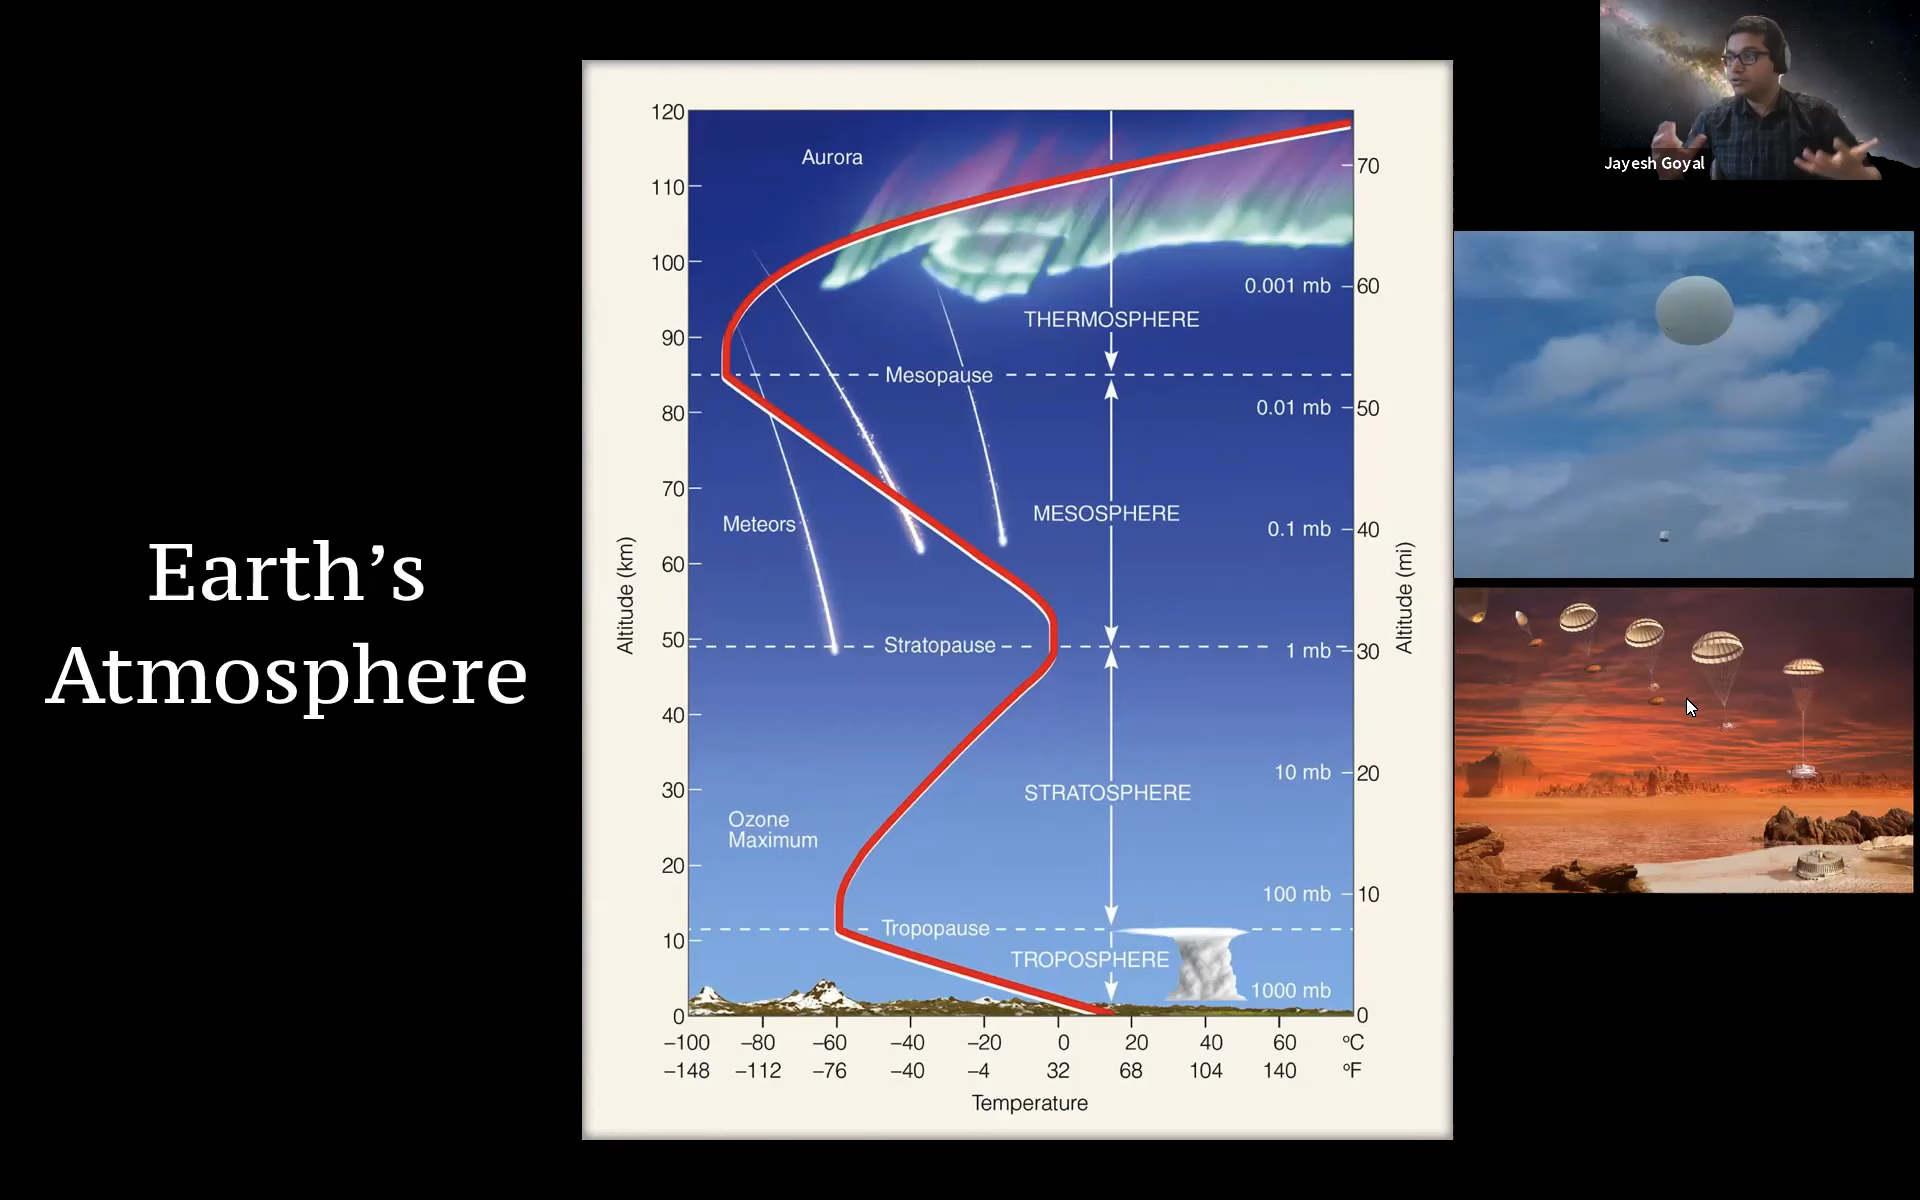 Jayesh Goyal
Earth’s
Atmosphere
Altitude (km)
120
110
100
90
80
70
60
50
40
30
20
10
0
Aurora
0.001 mb
THERMOSPHERE
Mesopause
0.01 mb
MESOSPHERE
0.1 mb
Meteors
Stratopause
1 mb
10 mb
STRATOSPHERE
Ozone
Maximum
100 mb
Tropopause
TROPOSPHERE
1000 mb
70
60
50
40
30
20
10
0
Altitude (mi)
−100 −80 −60 −40 −20 0 20 40 60 °C
−148 −112 −76 −40 −4 32 68 104 140 °F
Temperature